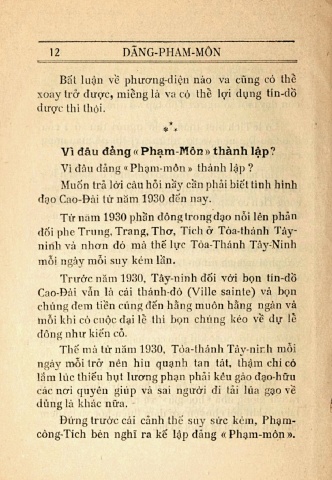 12 DẢNG-PHAM-MÔN
Bất luận về phương-diện nào va cũng có thể
xoay trở được, miễng là va có thể lợi dụng tín-dồ
được thì thôi.
***
Vì đâu đảng « Phạm-Môn » thành lập ?
Vì đâu đảng « Phạm-môn » thành lập ?
Muốn trả lời câu hỏi nầy cần phải biết tình hình
đạo Cao-Đài từ năm 1930 đến nay.
Từ nam 1930 phần đông trong đạo nổi lên phản
đối phe Trung, Trang, Thơ, Tích ở Tòa-thánh Tây-
ninh và nhơn đó mà thế lực Tòa-Thánh Tây-Ninh
mỗi ngày mỗi suy kém lần.
Trước năm 1930, Tây-ninh đối với bọn tín-dồ
Cao-Đài vẫn là cái thánh-đô (Ville sainte) và bọn
chúng đem tiền cúng đến hằng muôn hằng ngàn và
mỗi khi có cuộc đại lễ thì bọn chúng kéo về dự lễ
đông như kiến cỏ.
Thế mà từ năm 1930, Tòa-thánh Tây-ninh mỗi
ngày mỗi trở nên hiu quạnh tan tát, thậm chí có
lắm lúc thiếu hụt lương phạn phải kêu gào đạo-hữu
các nơi quyên giúp và sai người đi tải lúa gạo về
dùng là khác nữa.
Đứng trước cái cảnh thế suy sức kém, Phạm-
công-Tích bèn nghĩ ra kế lập đảng « Phạm-môn ».